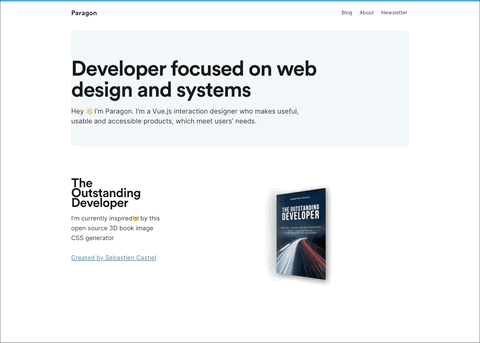 Paragon
Blog About Newsletter
Developer focused on web
design and systems
Hey 👋 I'm Paragon. I'm a Vue.js interaction designer who makes useful,
usable and accessible products, which meet users' needs.
The
Outstanding
Developer
I'm currently inspired🤝 by this
open source 3D book image
CSS generator
Created by Sebastien Castiel
THE OUTSTANDING
DEVELOPER